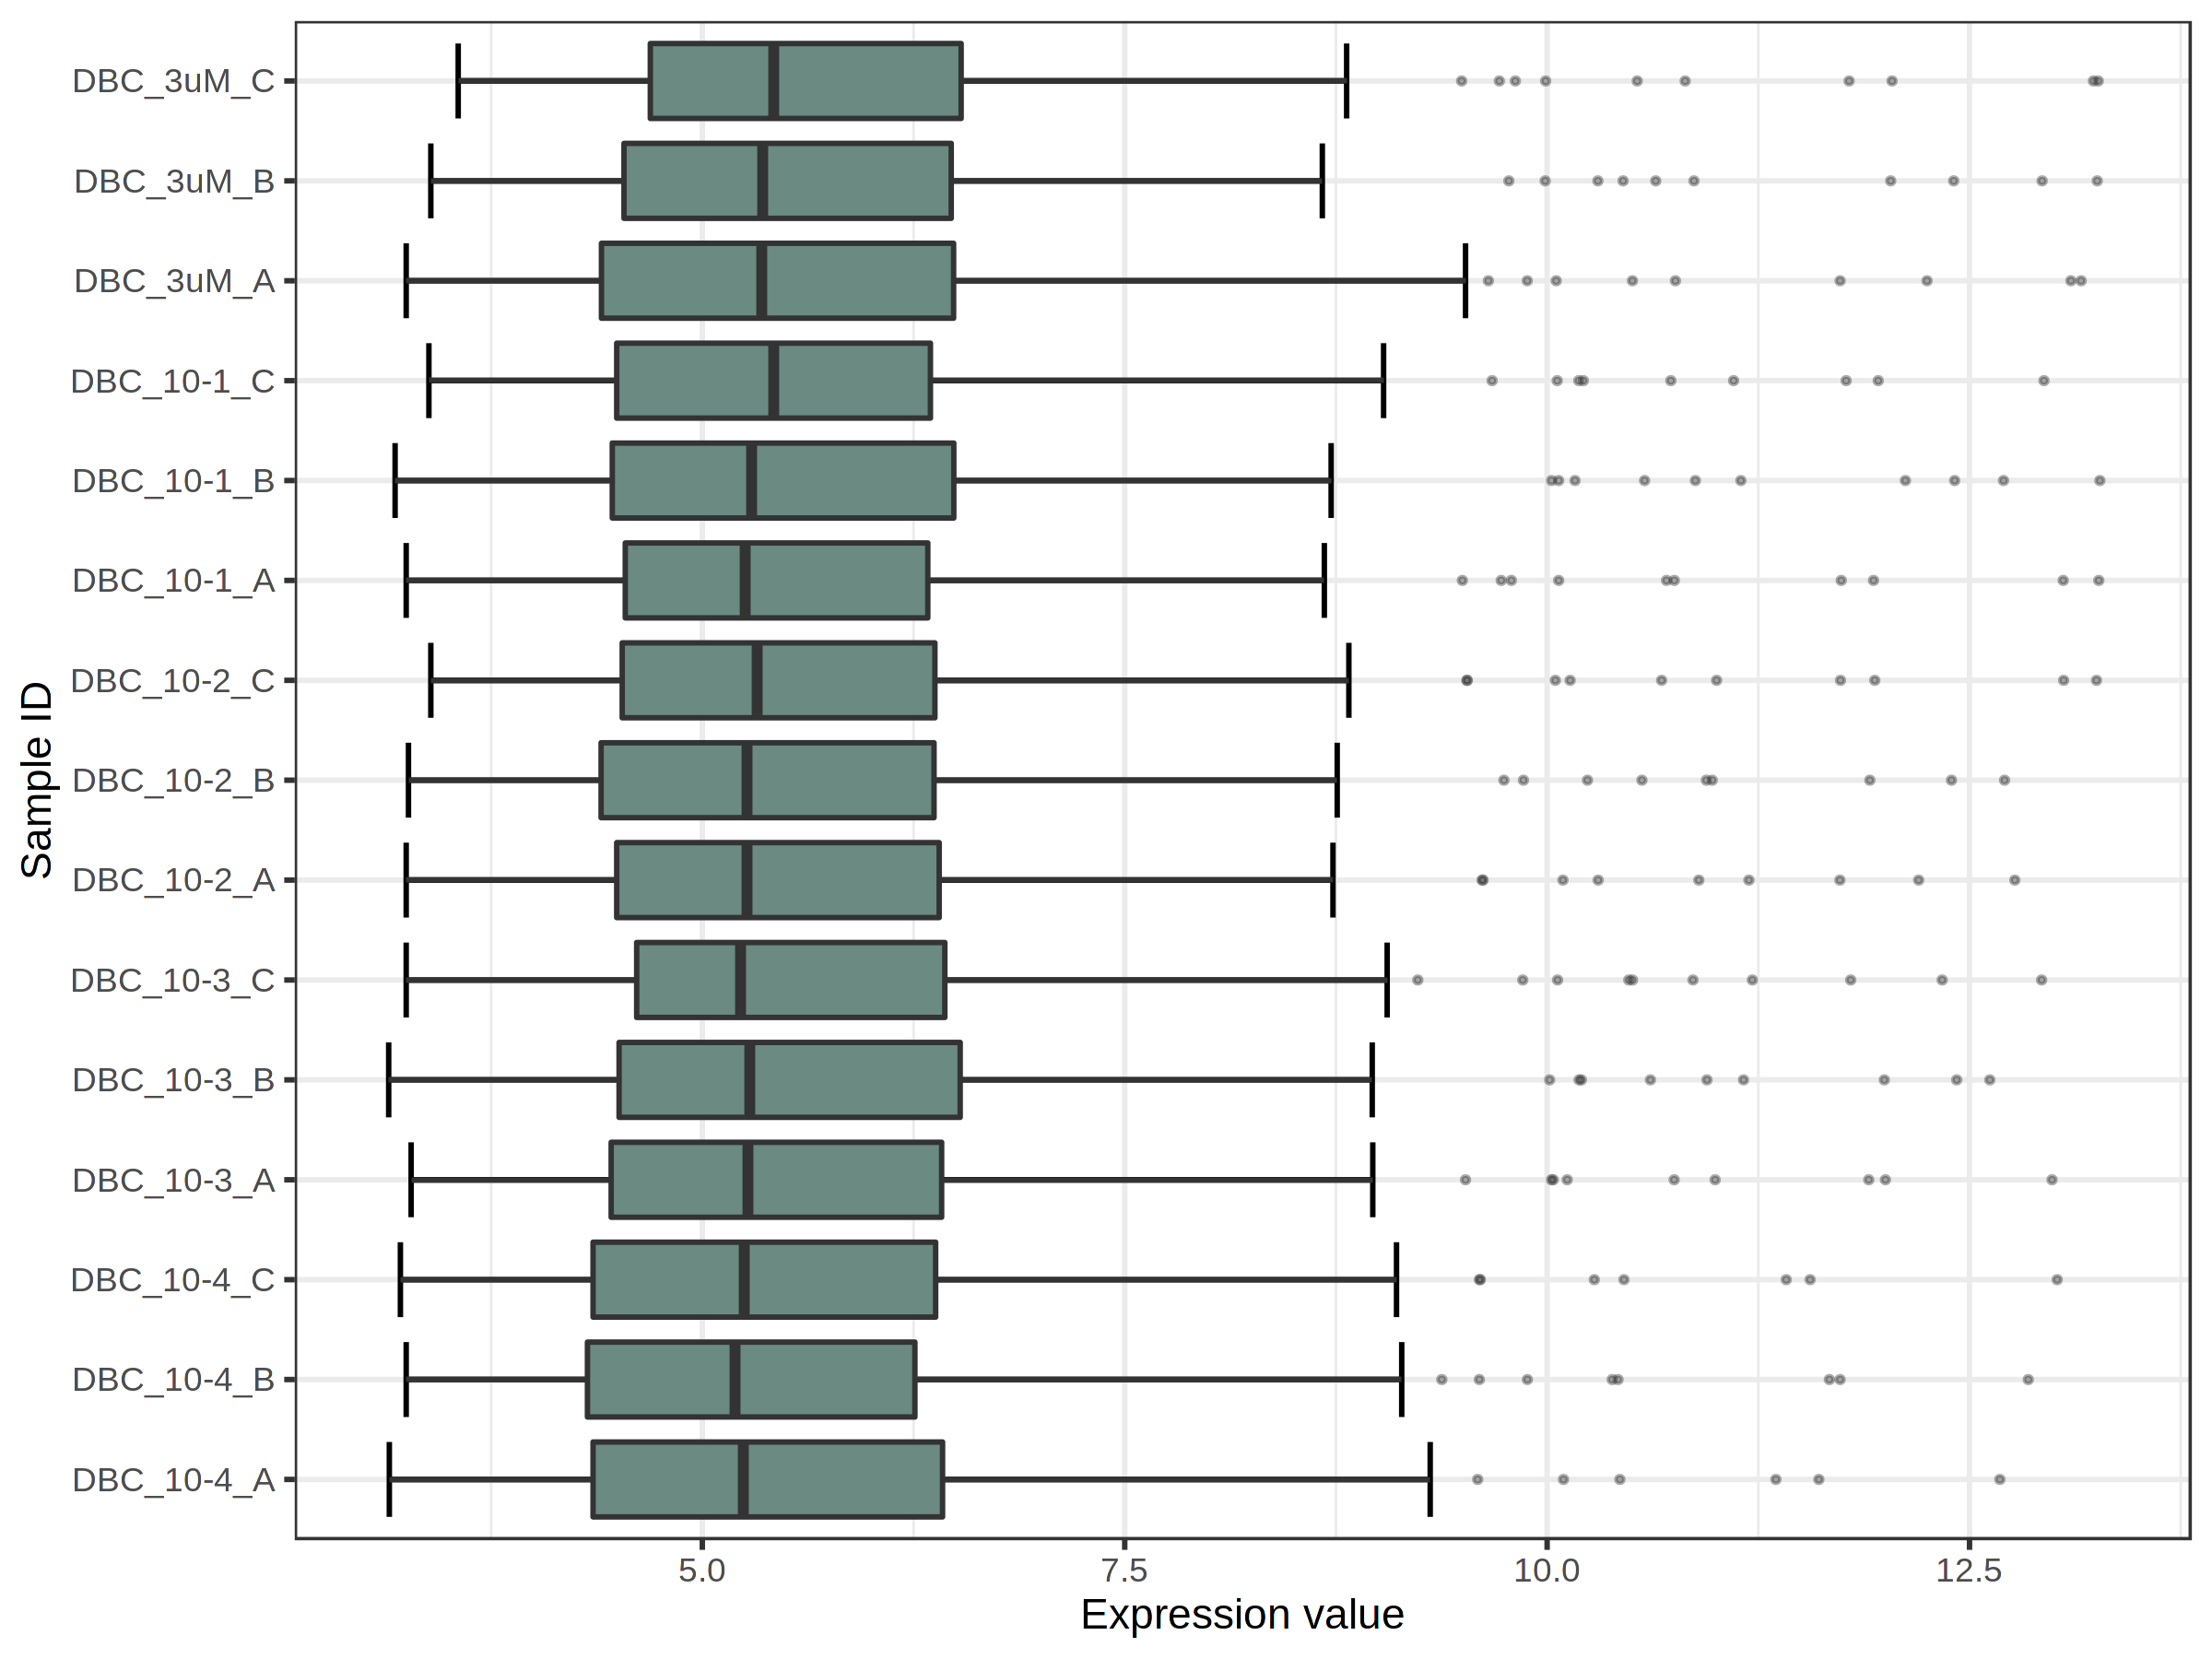 DBC_3uM_C
DBC_3uM_B
DBC_3uM_A
DBC_10-1_C
DBC_10-1_B
DBC_10-1_A
DBC_10-2_C
DBC_10-2_B
DBC_10-2_A
DBC_10-3_C
DBC_10-3_B
DBC_10-3_A
DBC_10-4_C
DBC_10-4_B
DBC_10-4_A
Sample ID
5.0 7.5 10.0 12.5
Expression value